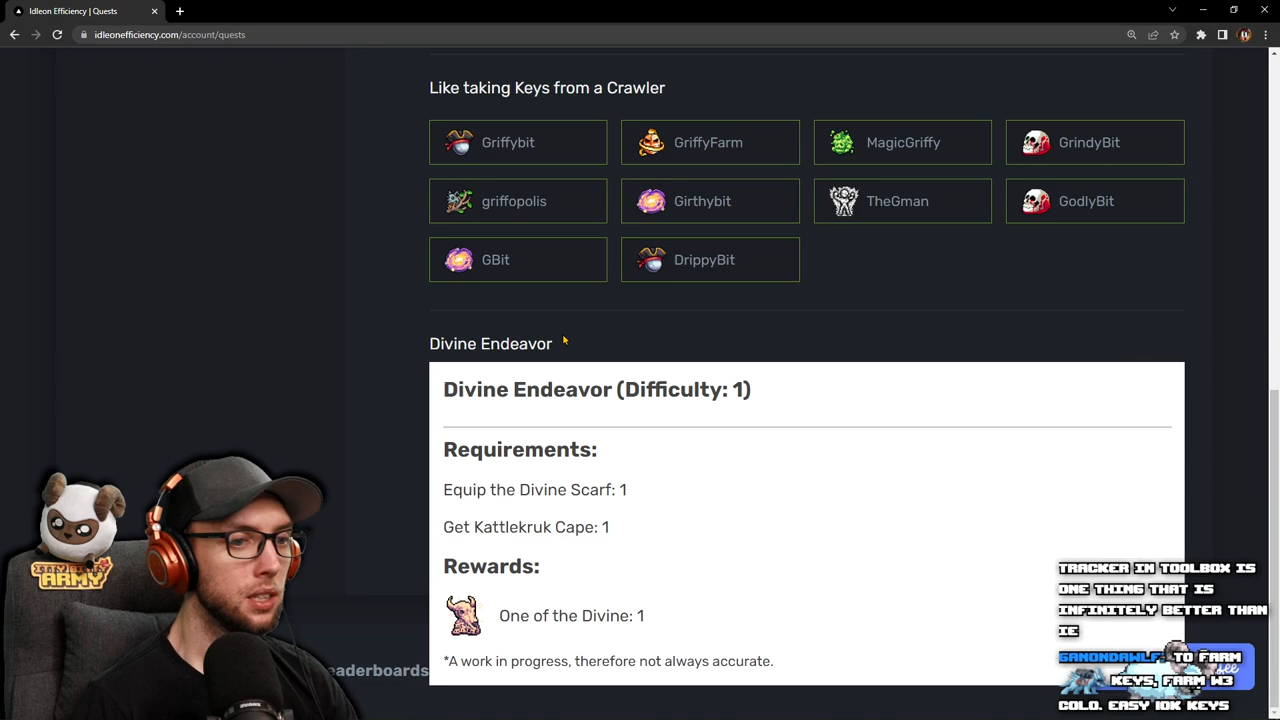 Idleon Efficiency | Quests
idleonefficiency.com/account/quests
Like taking Keys from a Crawler
Griffybit
GriffyFarm
MagicGriffy
GrindyBit
griffopolis
Girthybit
TheGman
GodlyBit
GBit
DrippyBit
Divine Endeavor
Divine Endeavor (Difficulty: 1)
Requirements:
Equip the Divine Scarf: 1
Get Kattlekruk Cape: 1
Rewards:
One of the Divine: 1
*A work in progress, therefore not always accurate.
eaderboards
ARMY
TRACKER IN TOOLBOX IS
ONE THING THAT IS
INFINITELY BETTER THAN
IE
GANONDAWLF: TO FARM
KEYS, FARM W3
COLO. EASY 10K KEYS